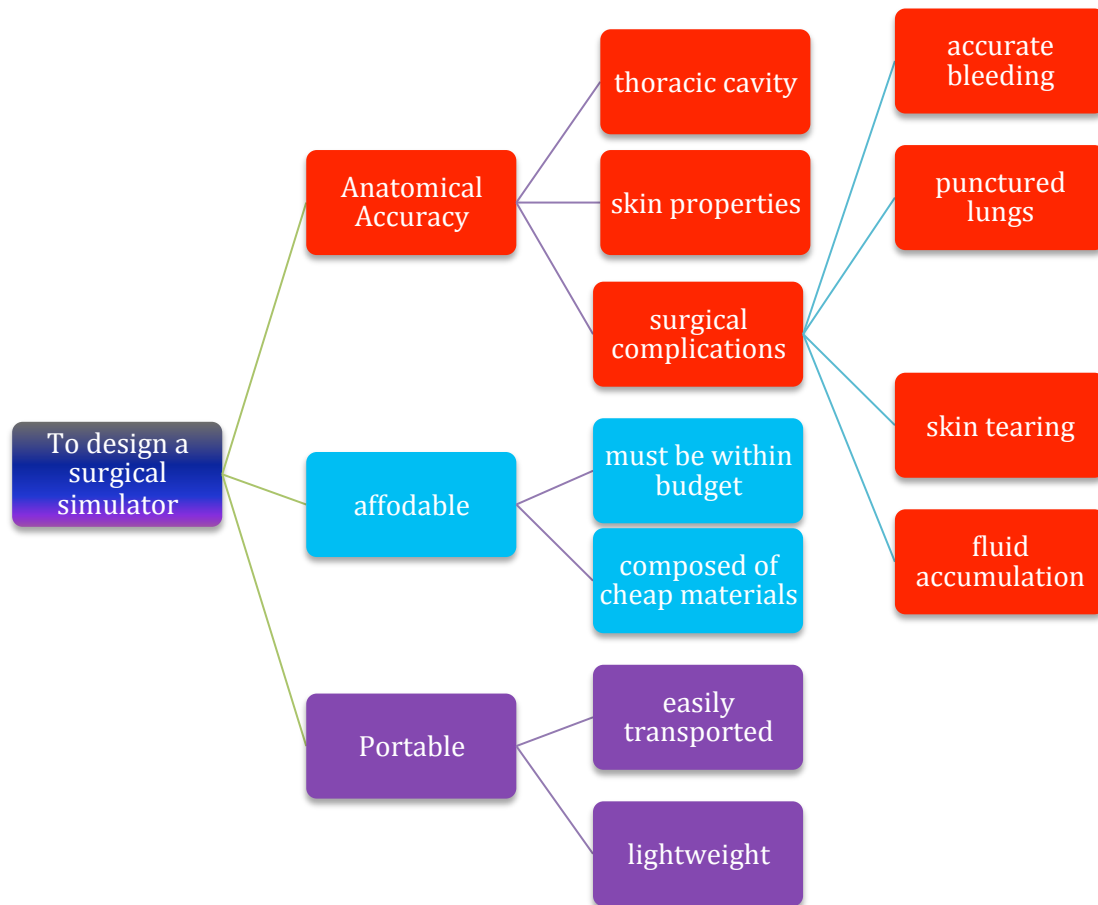 To design a
surgical
simulator
Anatomical
Accuracy
thoracic cavity
skin properties
surgical
complications
accurate
bleeding
punctured
lungs
skin tearing
fluid
accumulation
affodable
must be within
budget
composed of
cheap materials
Portable
easily
transported
lightweight